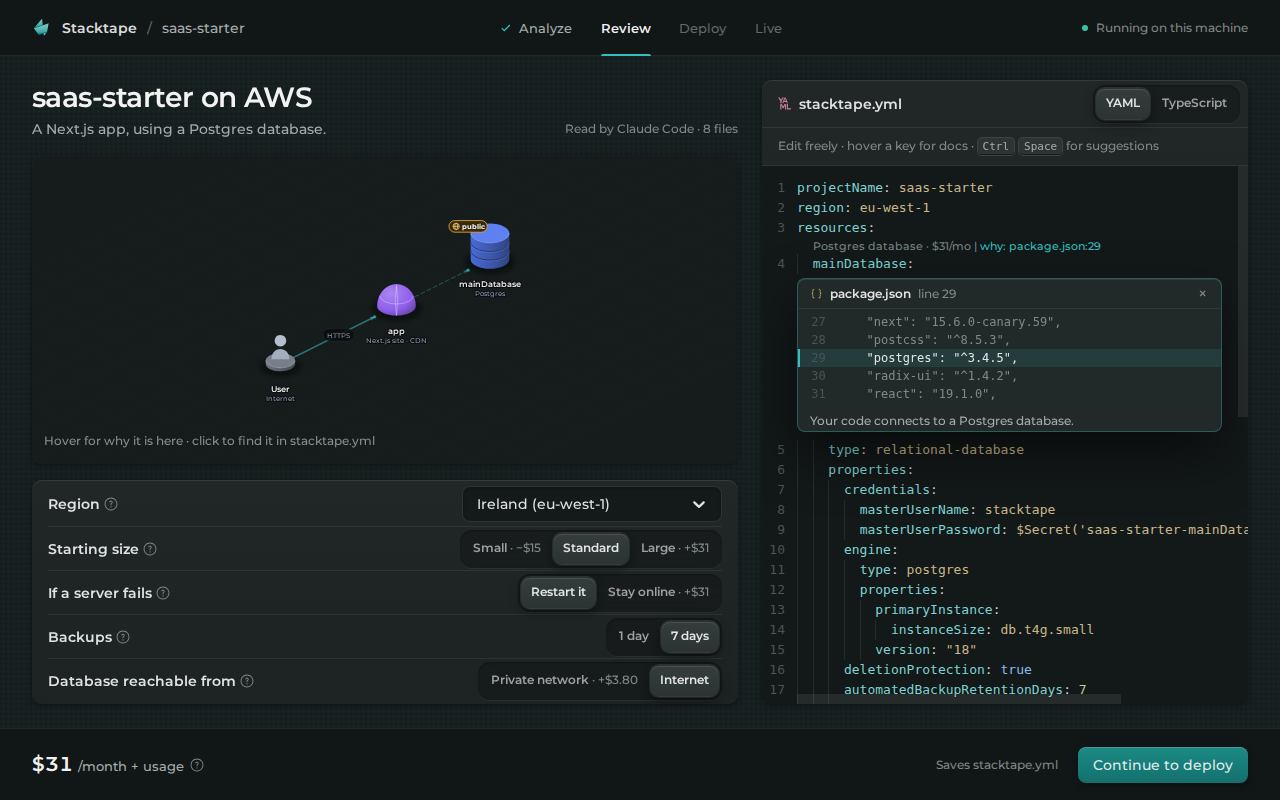 Stacktape / saas-starter
Analyze
Review
Deploy
Live
Running on this machine
saas-starter on AWS
A Next.js app, using a Postgres database.
Read by Claude Code · 8 files
public
mainDatabase
Postgres
app
Next.js site · CDN
HTTPS
User
Internet
Hover for why it is here · click to find it in stacktape.yml
Region ?
Ireland (eu-west-1)
Starting size ?
Small · −$15
Standard
Large · +$31
If a server fails ?
Restart it
Stay online · +$31
Backups ?
1 day
7 days
Database reachable from ?
Private network · +$3.80
Internet
YAML
stacktape.yml
YAML
TypeScript
Edit freely · hover a key for docs · Ctrl Space for suggestions
1 projectName: saas-starter
2 region: eu-west-1
3 resources:
Postgres database · $31/mo | why: package.json:29
4 mainDatabase:
{} package.json line 29 ×
27 "next": "15.6.0-canary.59",
28 "postcss": "^8.5.3",
29 "postgres": "^3.4.5",
30 "radix-ui": "^1.4.2",
31 "react": "19.1.0",
Your code connects to a Postgres database.
5 type: relational-database
6 properties:
7 credentials:
8 masterUserName: stacktape
9 masterUserPassword: $Secret('saas-starter-mainData
10 engine:
11 type: postgres
12 properties:
13 primaryInstance:
14 instanceSize: db.t4g.small
15 version: "18"
16 deletionProtection: true
17 automatedBackupRetentionDays: 7
$31 /month + usage ?
Saves stacktape.yml
Continue to deploy